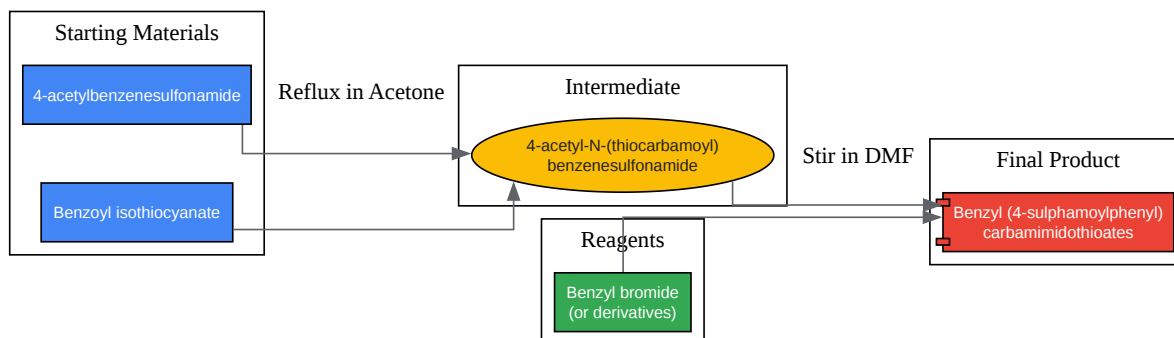 Starting Materials
4-acetylbenzenesulfonamide
Benzoyl isothiocyanate
Reflux in Acetone
Intermediate
4-acetyl-N-(thiocarbamoyl)
benzenesulfonamide
Reagents
Benzyl bromide
(or derivatives)
Stir in DMF
Final Product
Benzyl (4-sulphamoylphenyl)
carbamimidothioates